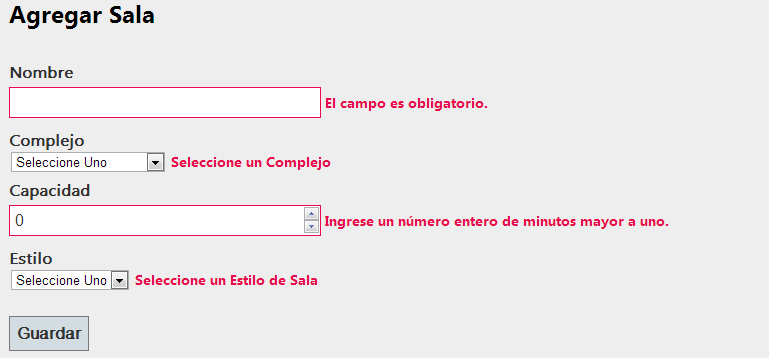 Agregar Sala
Nombre
El campo es obligatorio.
Complejo
Seleccione Uno Seleccione un Complejo
Capacidad
0 Ingrese un número entero de minutos mayor a uno.
Estilo
Seleccione Uno Seleccione un Estilo de Sala
Guardar